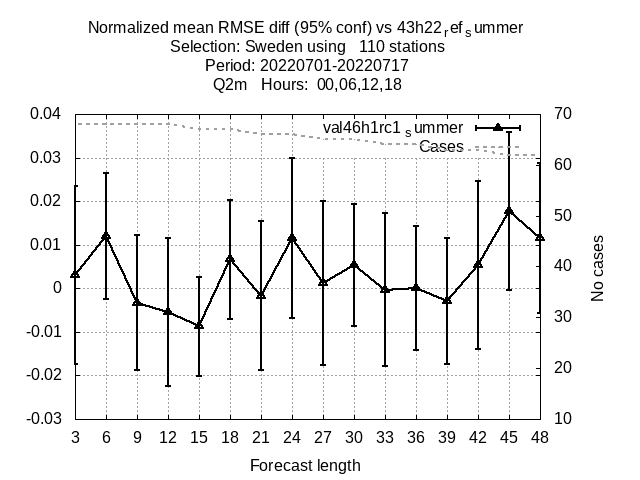 Normalized mean RMSE diff (95% conf) vs 43h22ᵣefₛummer
Selection: Sweden using 110 stations
Period: 20220701-20220717
Q2m Hours: 00,06,12,18
0.04 70
val46h1rc1ₛummer
Cases
0.03 60
0.02 50
0.01 40
0 30
-0.01 20
-0.02 10
-0.03
No cases
3 6 9 12 15 18 21 24 27 30 33 36 39 42 45 48
Forecast length